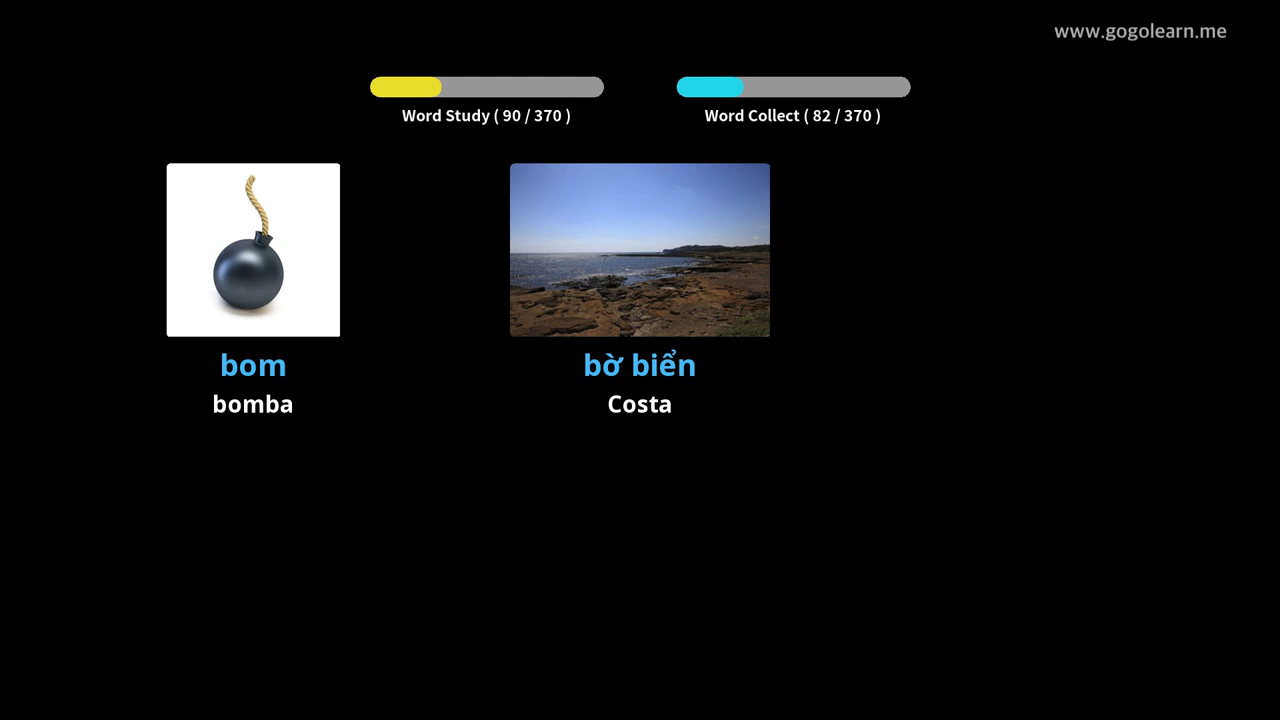 www.gogolearn.me
Word Study ( 90 / 370 )
Word Collect ( 82 / 370 )
bom
bomba
bờ biển
Costa